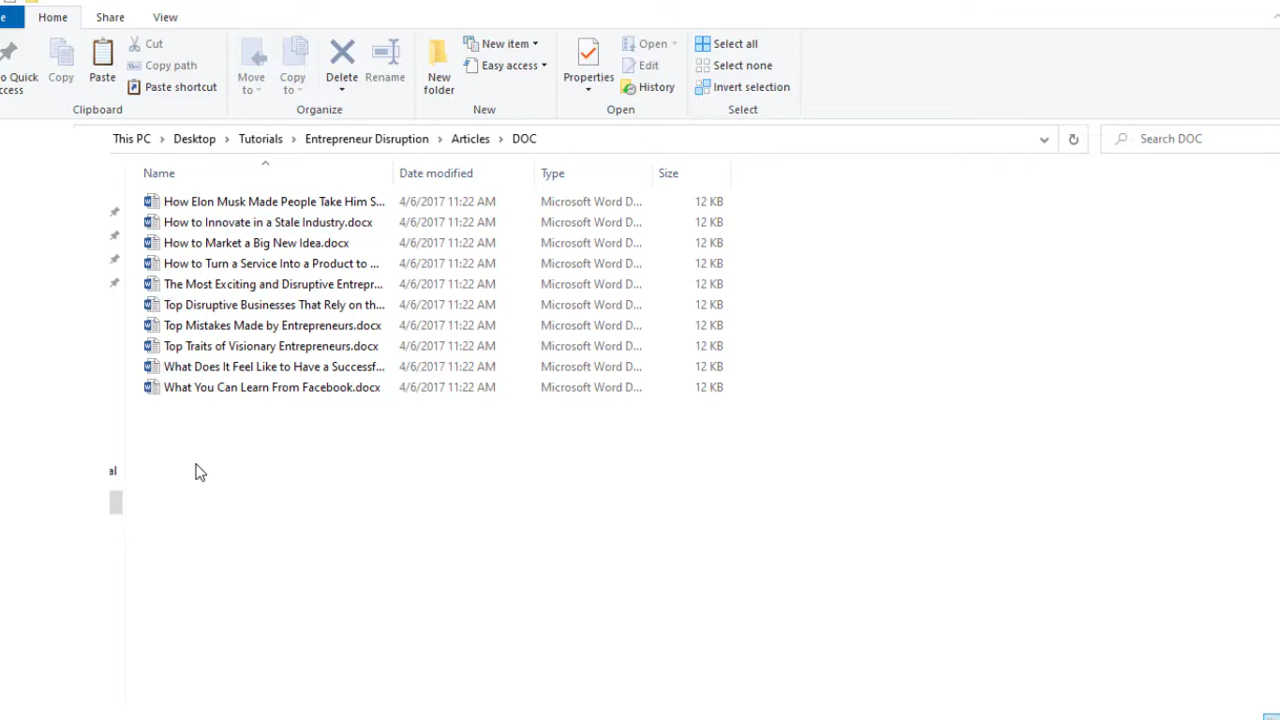 e Home Share View
o Quick
ccess
Copy
Paste
Cut
Copy path
Paste shortcut
Clipboard
Move
to
Copy
to
Delete
Rename
Organize
New
folder
New item
Easy access
New
Properties
Open
Edit
History
Open
Select all
Select none
Invert selection
Select
This PC > Desktop > Tutorials > Entrepreneur Disruption > Articles > DOC
Search DOC
Name Date modified Type Size
How Elon Musk Made People Take Him S... 4/6/2017 11:22 AM Microsoft Word D... 12 KB
How to Innovate in a Stale Industry.docx 4/6/2017 11:22 AM Microsoft Word D... 12 KB
How to Market a Big New Idea.docx 4/6/2017 11:22 AM Microsoft Word D... 12 KB
How to Turn a Service Into a Product to ... 4/6/2017 11:22 AM Microsoft Word D... 12 KB
The Most Exciting and Disruptive Entrepr... 4/6/2017 11:22 AM Microsoft Word D... 12 KB
Top Disruptive Businesses That Rely on th... 4/6/2017 11:22 AM Microsoft Word D... 12 KB
Top Mistakes Made by Entrepreneurs.docx 4/6/2017 11:22 AM Microsoft Word D... 12 KB
Top Traits of Visionary Entrepreneurs.docx 4/6/2017 11:22 AM Microsoft Word D... 12 KB
What Does It Feel Like to Have a Successf... 4/6/2017 11:22 AM Microsoft Word D... 12 KB
What You Can Learn From Facebook.docx 4/6/2017 11:22 AM Microsoft Word D... 12 KB
al